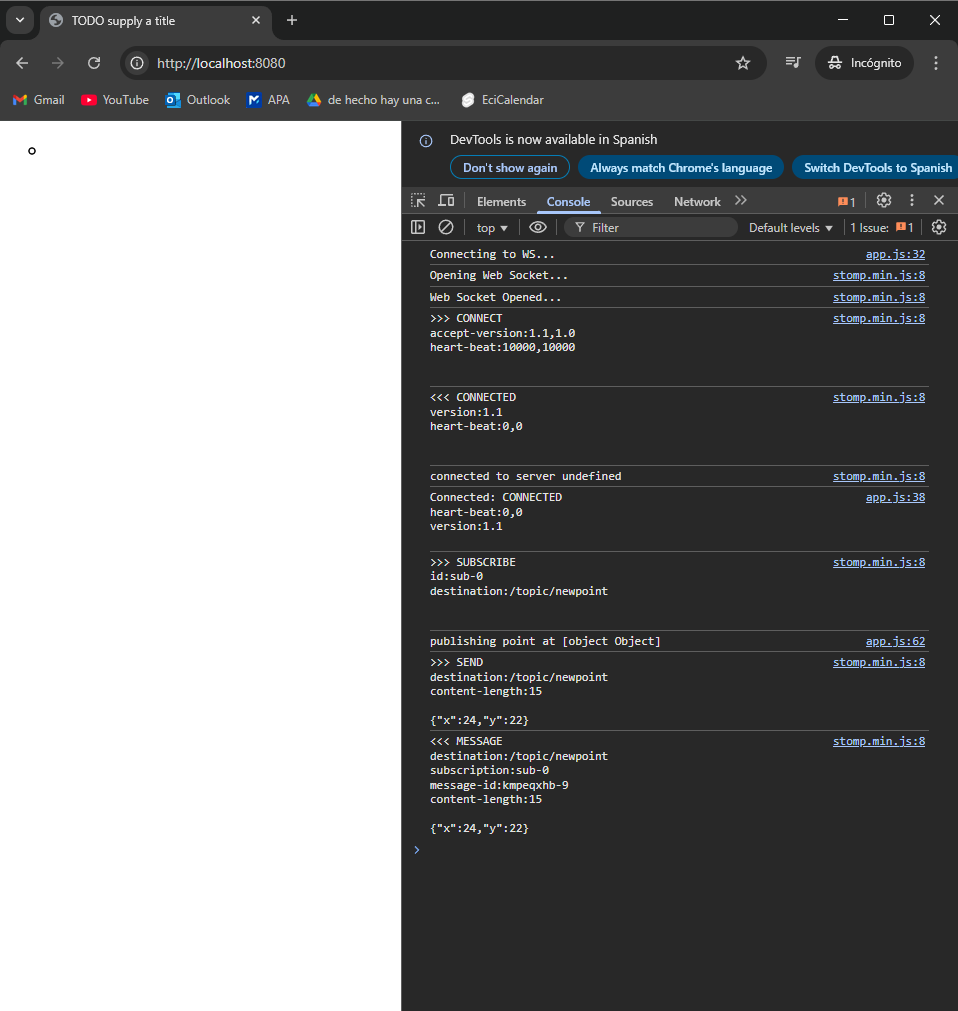 TODO supply a title
http://localhost:8080
Incógnito
Gmail
YouTube
Outlook
APA
de hecho hay una c...
EciCalendar
DevTools is now available in Spanish
Don't show again
Always match Chrome's language
Switch DevTools to Spanish
Elements
Console
Sources
Network
1
top
Filter
Default levels
1 Issue:
1
Connecting to WS... app.js:32
Opening Web Socket... stomp.min.js:8
Web Socket Opened... stomp.min.js:8
>>> CONNECT stomp.min.js:8
accept-version:1.1,1.0
heart-beat:10000,10000
<<< CONNECTED stomp.min.js:8
version:1.1
heart-beat:0,0
connected to server undefined stomp.min.js:8
Connected: CONNECTED app.js:38
heart-beat:0,0
version:1.1
>>> SUBSCRIBE stomp.min.js:8
id:sub-0
destination:/topic/newpoint
publishing point at [object Object] app.js:62
>>> SEND stomp.min.js:8
destination:/topic/newpoint
content-length:15
{"x":24,"y":22}
<<< MESSAGE stomp.min.js:8
destination:/topic/newpoint
subscription:sub-0
message-id:kmpeqxhb-9
content-length:15
{"x":24,"y":22}